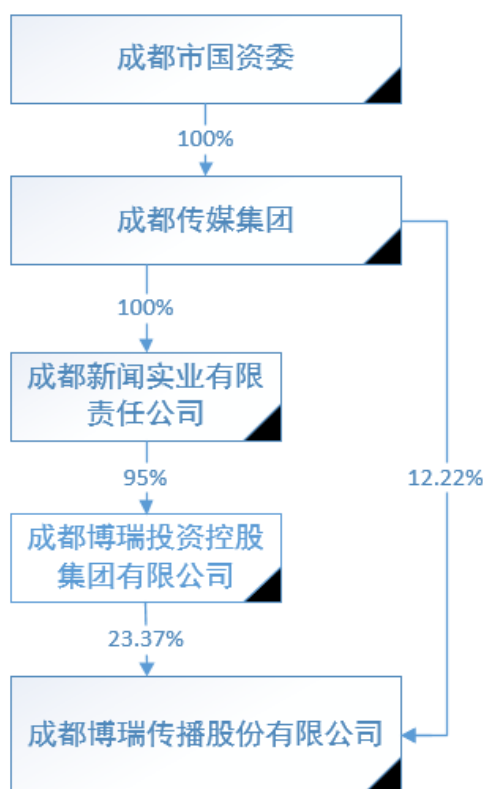 成都市国资委
100%
成都传媒集团
100%
成都新闻实业有限
责任公司
95%
12.22%
成都博瑞投资控股
集团有限公司
23.37%
成都博瑞传播股份有限公司